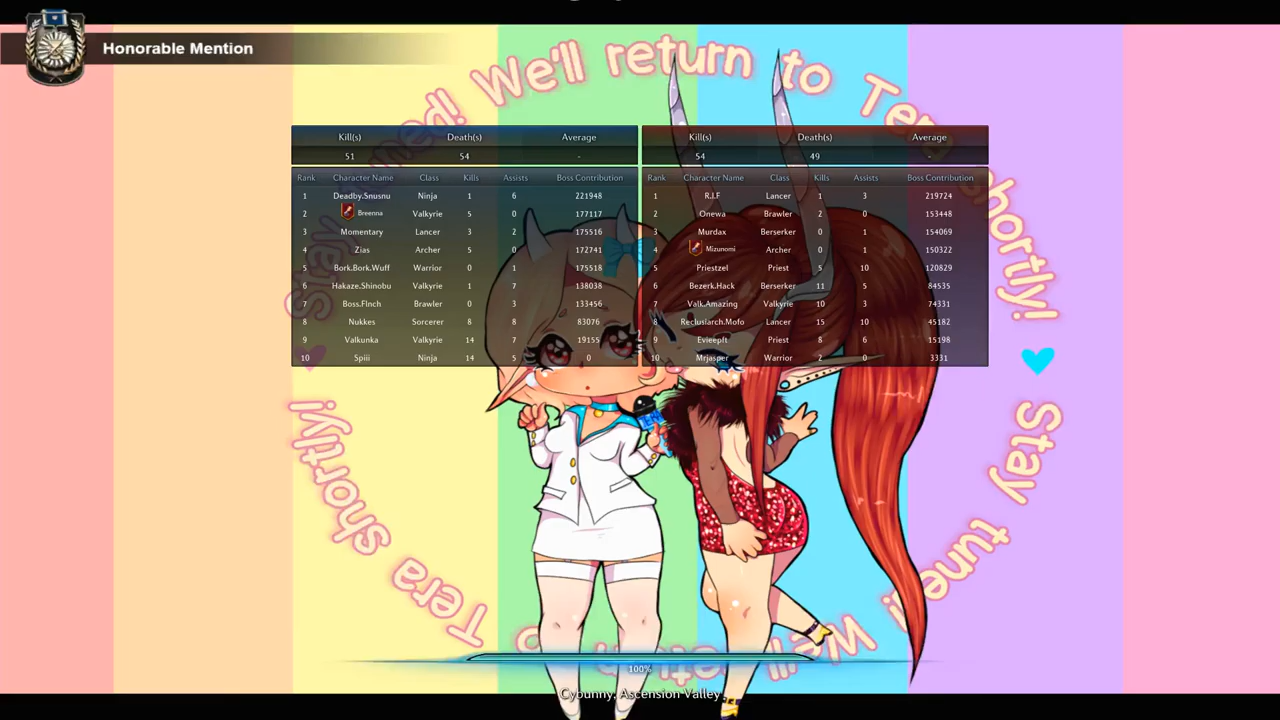 Honorable Mention
Stay tuned! We'll return to Tera shortly! Stay tune! We'll return to Tera shortly!
Kill(s) Death(s) Average
51 54 -
Rank Character Name Class Kills Assists Boss Contribution
1 Deadby.Snusnu Ninja 1 6 221948
2 Breenna Valkyrie 5 0 177117
3 Momentary Lancer 3 2 175516
4 Zias Archer 5 0 172741
5 Bork.Bork.Wuff Warrior 0 1 175518
6 Hakaze.Shinobu Valkyrie 1 7 138038
7 Boss.Flnch Brawler 0 3 133456
8 Nukkes Sorcerer 8 8 83076
9 Valkunka Valkyrie 14 7 19155
10 Spiii Ninja 14 5 0
Kill(s) Death(s) Average
54 49 -
Rank Character Name Class Kills Assists Boss Contribution
1 R.I.F Lancer 1 3 219724
2 Onewa Brawler 2 0 153448
3 Murdax Berserker 0 1 154069
4 Mizunomi Archer 0 1 150322
5 Priestzel Priest 5 10 120829
6 Bezerk.Hack Berserker 11 5 84535
7 Valk.Amazing Valkyrie 10 3 74331
8 Reclusiarch.Mofo Lancer 15 10 45182
9 Evieepft Priest 8 6 15198
10 Mrjasper Warrior 2 0 3331
100%
Cybunny, Ascension Valley